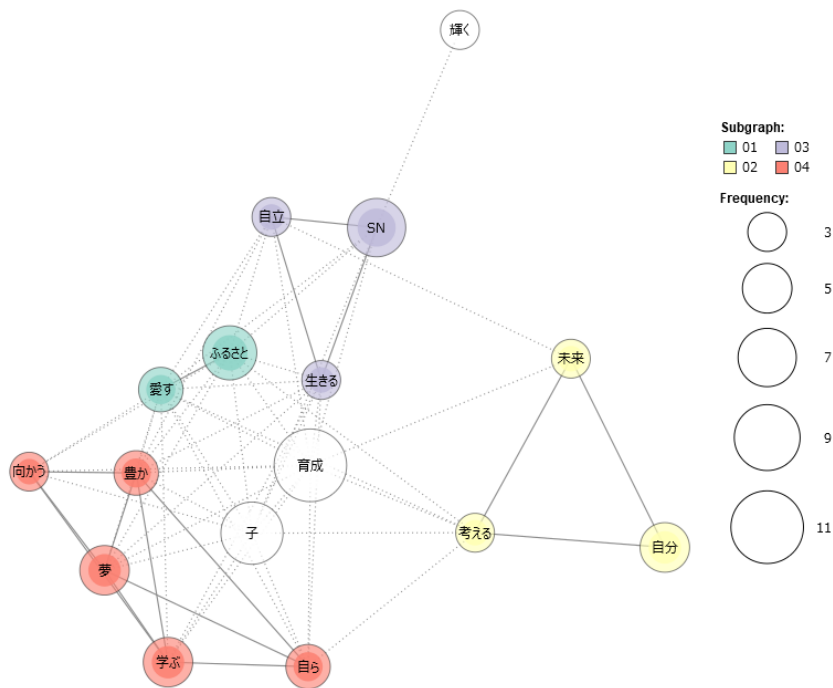 輝く
自立
SN
ふるさと
愛す
生きる
未来
育成
向かう
豊か
子
考える
自分
夢
学ぶ
自ら
Subgraph:
01 03
02 04
Frequency:
3
5
7
9
11